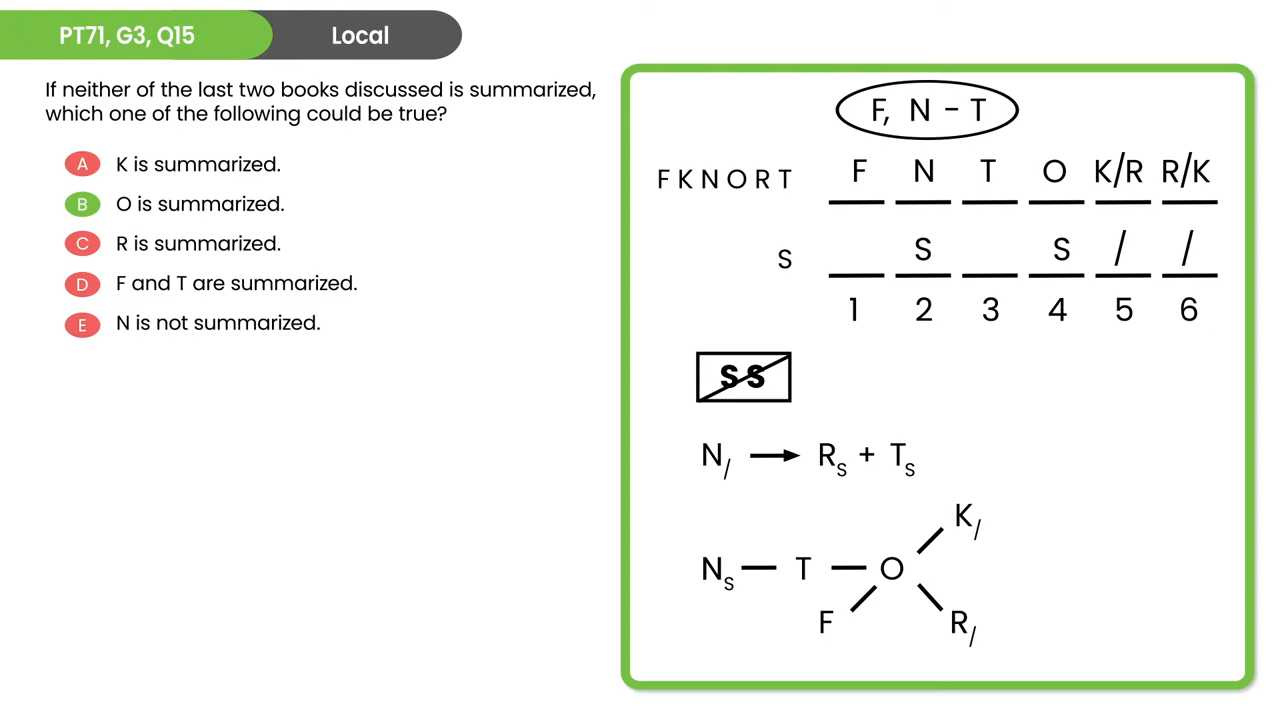 PT71, G3, Q15
Local
If neither of the last two books discussed is summarized,
which one of the following could be true?
A K is summarized.
B O is summarized.
C R is summarized.
D F and T are summarized.
E N is not summarized.
F, N – T
F K N O R T
F N T O K/R R/K
S
S S / /
1 2 3 4 5 6
S S
N/ → RS + TS
K/
NS — T — O
F R/